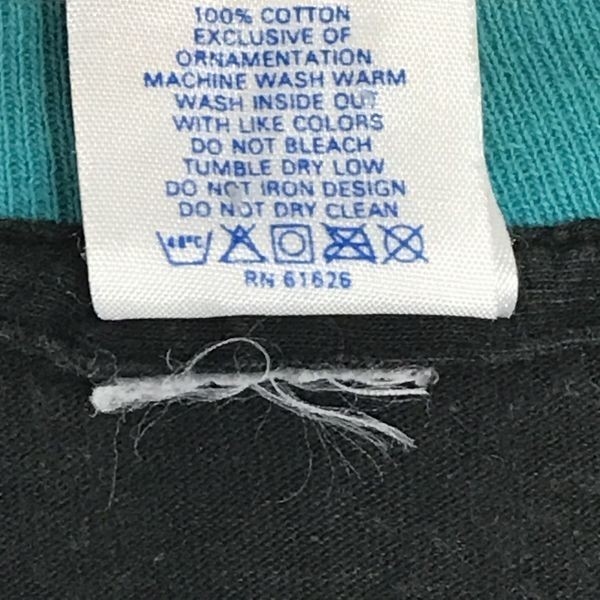 100% COTTON
EXCLUSIVE OF
ORNAMENTATION
MACHINE WASH WARM
WASH INSIDE OUT
WITH LIKE COLORS
DO NOT BLEACH
TUMBLE DRY LOW
DO NOT IRON DESIGN
DO NOT DRY CLEAN
40°C
RN 61626